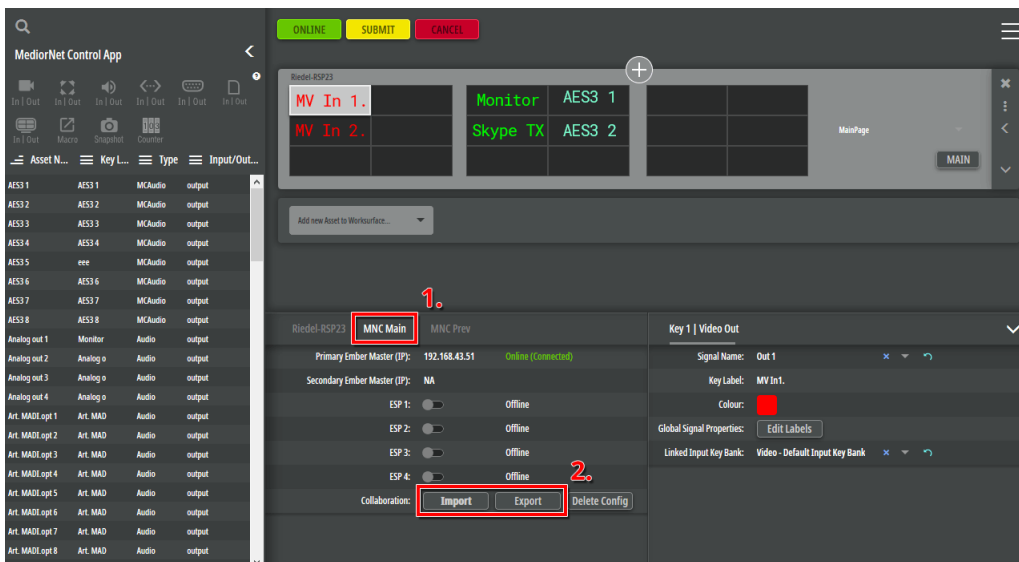 ONLINE SUBMIT CANCEL
MediorNet Control App
In | Out In | Out In | Out In | Out In | Out In | Out
In | Out Macro Snapshot Counter
Asset N... Key L... Type Input/Out...
AES3 1 AES3 1 MCAudio output
AES3 2 AES3 2 MCAudio output
AES3 3 AES3 3 MCAudio output
AES3 4 AES3 4 MCAudio output
AES3 5 eee MCAudio output
AES3 6 AES3 6 MCAudio output
AES3 7 AES3 7 MCAudio output
AES3 8 AES3 8 MCAudio output
Analog out 1 Monitor Audio output
Analog out 2 Analog o Audio output
Analog out 3 Analog o Audio output
Analog out 4 Analog o Audio output
Art. MADI.opt 1 Art. MAD Audio output
Art. MADI.opt 2 Art. MAD Audio output
Art. MADI.opt 3 Art. MAD Audio output
Art. MADI.opt 4 Art. MAD Audio output
Art. MADI.opt 5 Art. MAD Audio output
Art. MADI.opt 6 Art. MAD Audio output
Art. MADI.opt 7 Art. MAD Audio output
Art. MADI.opt 8 Art. MAD Audio output
Riedel-RSP23
MV In 1. Monitor AES3 1
MV In 2. Skype TX AES3 2
MainPage
MAIN
Add new Asset to Worksurface...
1.
Riedel-RSP23 MNC Main MNC Prev
Primary Ember Master (IP): 192.168.43.51 Online (Connected)
Secondary Ember Master (IP): NA
ESP 1: Offline
ESP 2: Offline
ESP 3: Offline
ESP 4: Offline
2.
Collaboration: Import Export Delete Config
Key 1 | Video Out
Signal Name: Out 1
Key Label: MV In1.
Colour:
Global Signal Properties: Edit Labels
Linked Input Key Bank: Video - Default Input Key Bank